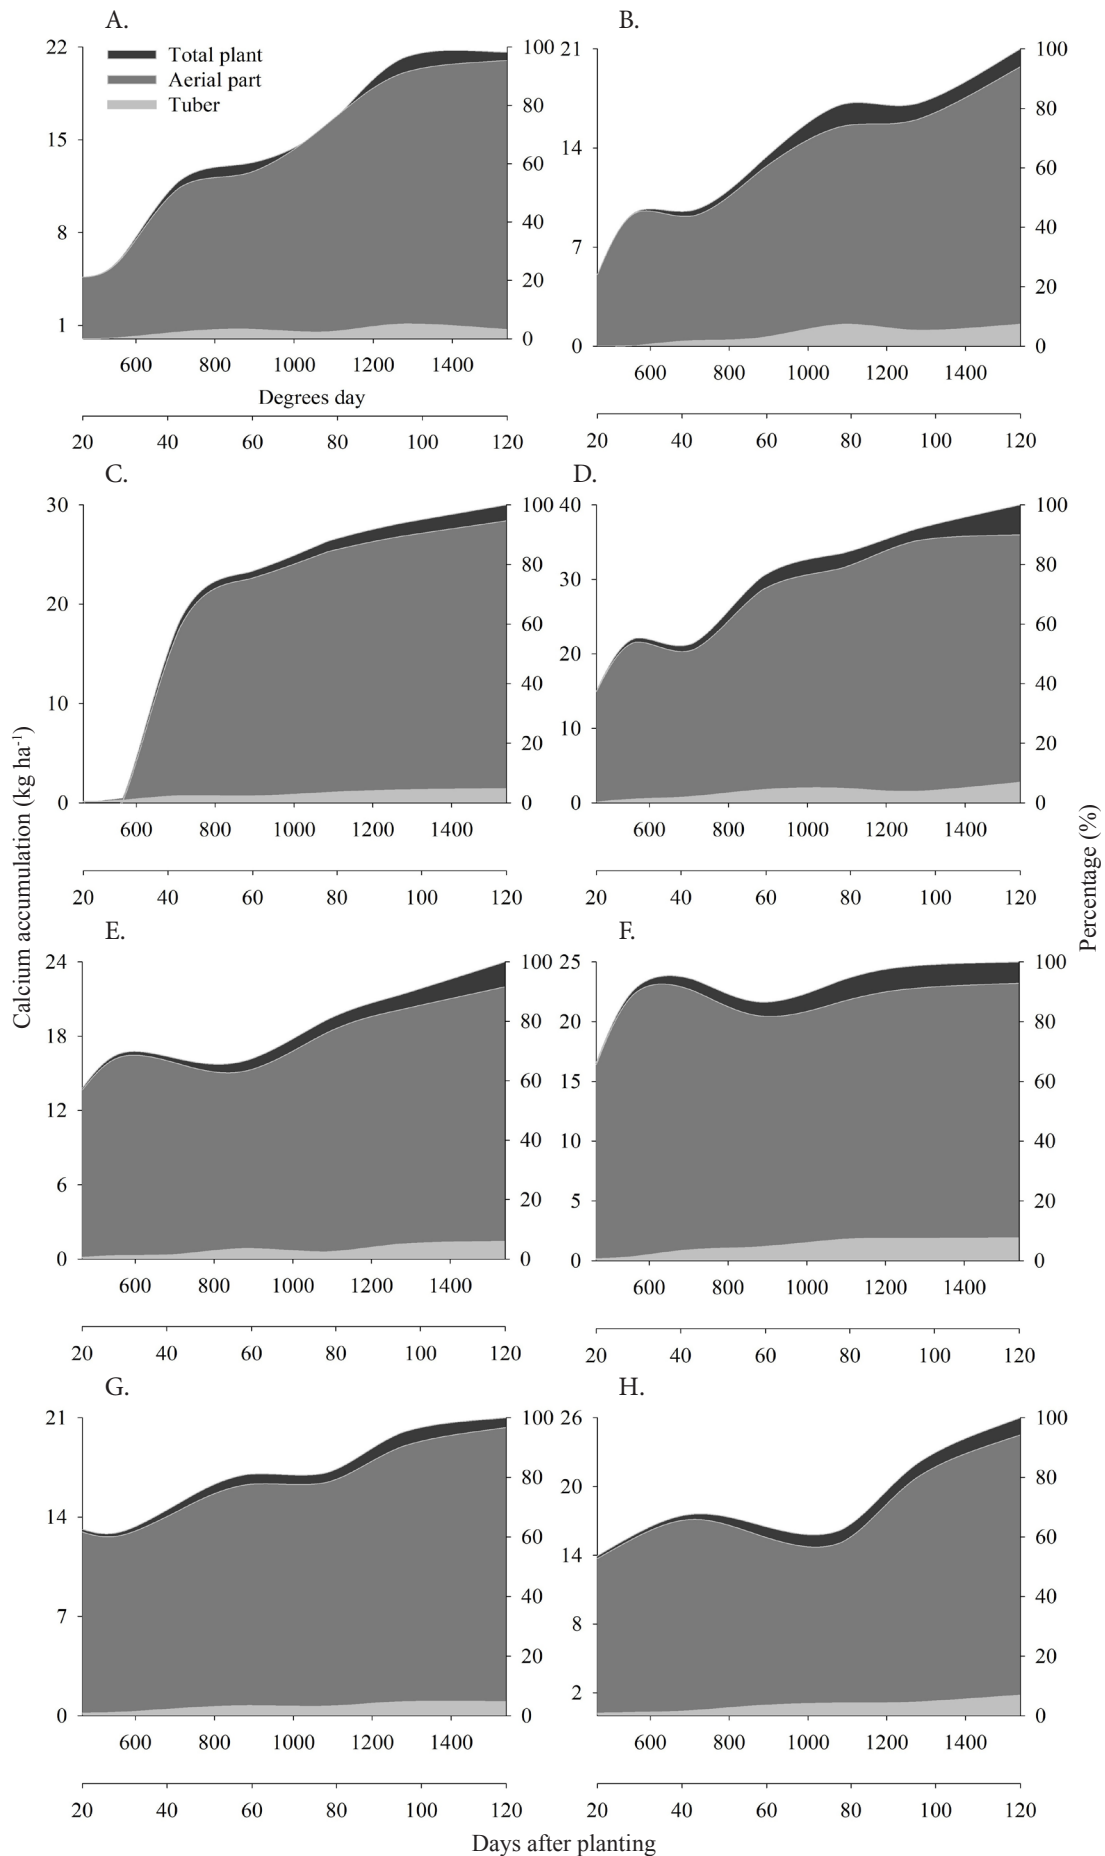 A. B.
22 100 21 100
Total plant
Aerial part
Tuber
80 80
15 14
60 60
8 40 7 40
20 20
1 0 0 0
600 800 1000 1200 1400 600 800 1000 1200 1400
Degrees day
20 40 60 80 100 120 20 40 60 80 100 120
C. D.
30 100 40 100
80 30 80
20 60 20 60
10 40 10 40
20 20
0 0 0 0
600 800 1000 1200 1400 600 800 1000 1200 1400
20 40 60 80 100 120 20 40 60 80 100 120
Calcium accumulation (kg ha-1)
Percentage (%)
E. F.
24 100 25 100
18 80 20 80
12 60 15 60
40 10 40
6 20 5 20
0 0 0 0
600 800 1000 1200 1400 600 800 1000 1200 1400
20 40 60 80 100 120 20 40 60 80 100 120
G. H.
21 100 26 100
80 20 80
14 60 14 60
7 40 8 40
20 2 20
0 0 0
600 800 1000 1200 1400 600 800 1000 1200 1400
20 40 60 80 100 120 20 40 60 80 100 120
Days after planting